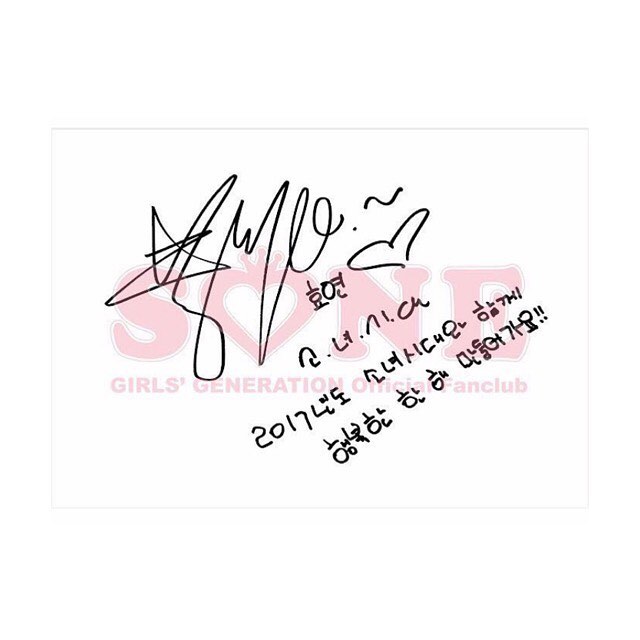 Hyo.~
효연
소.녀.시.대
2017년도 소녀시대와 함께
행복한 한 해 만들어가요!!
SONE
GIRLS' GENERATION Official Fanclub